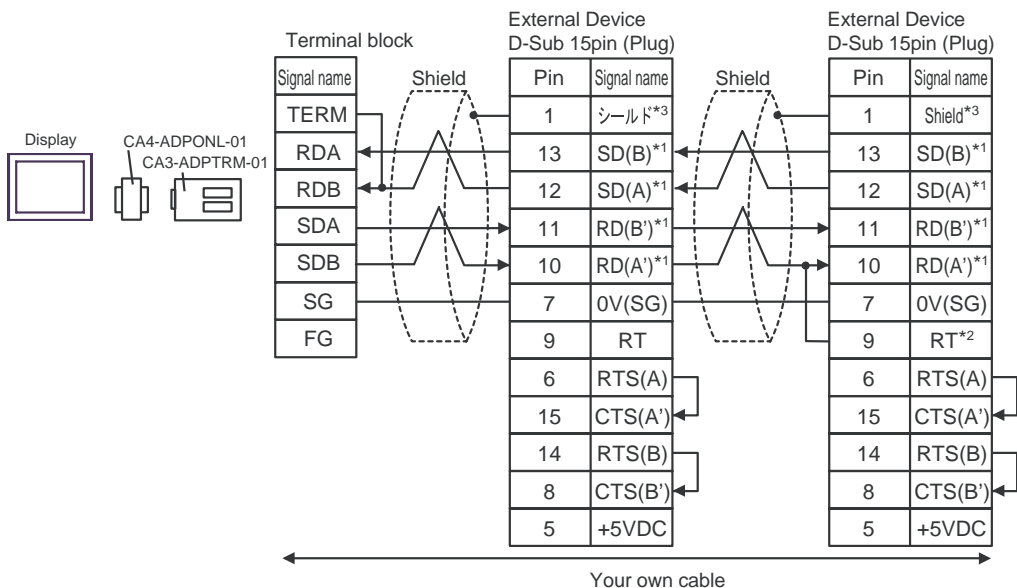 Display
CA4-ADPONL-01
CA3-ADPTRM-01
Terminal block
Signal name
TERM
RDA
RDB
SDA
SDB
SG
FG
Shield
External Device
D-Sub 15pin (Plug)
Pin Signal name
1 シールド*3
13 SD(B)*1
12 SD(A)*1
11 RD(B')*1
10 RD(A')*1
7 0V(SG)
9 RT
6 RTS(A)
15 CTS(A')
14 RTS(B)
8 CTS(B')
5 +5VDC
Shield
External Device
D-Sub 15pin (Plug)
Pin Signal name
1 Shield*3
13 SD(B)*1
12 SD(A)*1
11 RD(B')*1
10 RD(A')*1
7 0V(SG)
9 RT*2
6 RTS(A)
15 CTS(A')
14 RTS(B)
8 CTS(B')
5 +5VDC
Your own cable